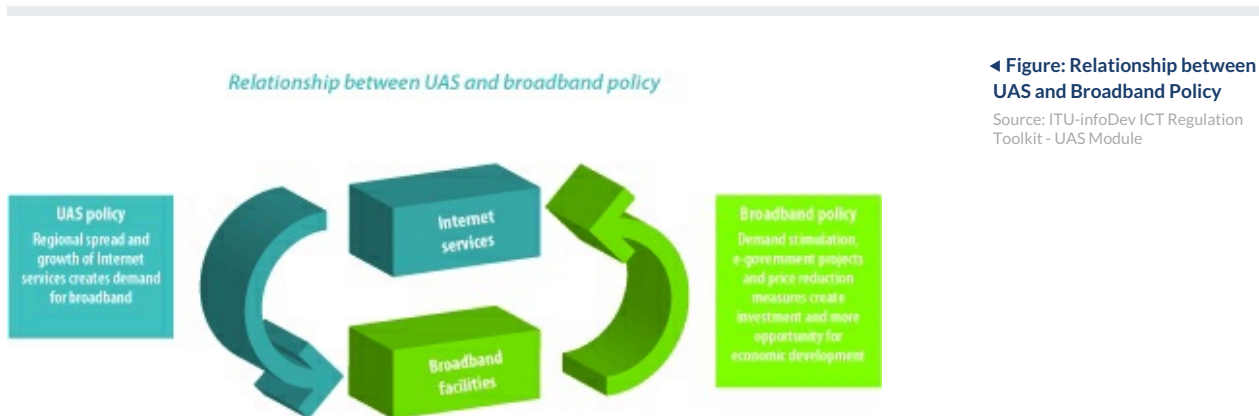 Relationship between UAS and broadband policy
◄ Figure: Relationship between
UAS and Broadband Policy
Source: ITU-infoDev ICT Regulation
Toolkit - UAS Module
UAS policy
Regional spread and
growth of Internet
services creates demand
for broadband
Internet
services
Broadband
facilities
Broadband policy
Demand stimulation,
e-government projects
and price reduction
measures create
investment and more
opportunity for
economic development